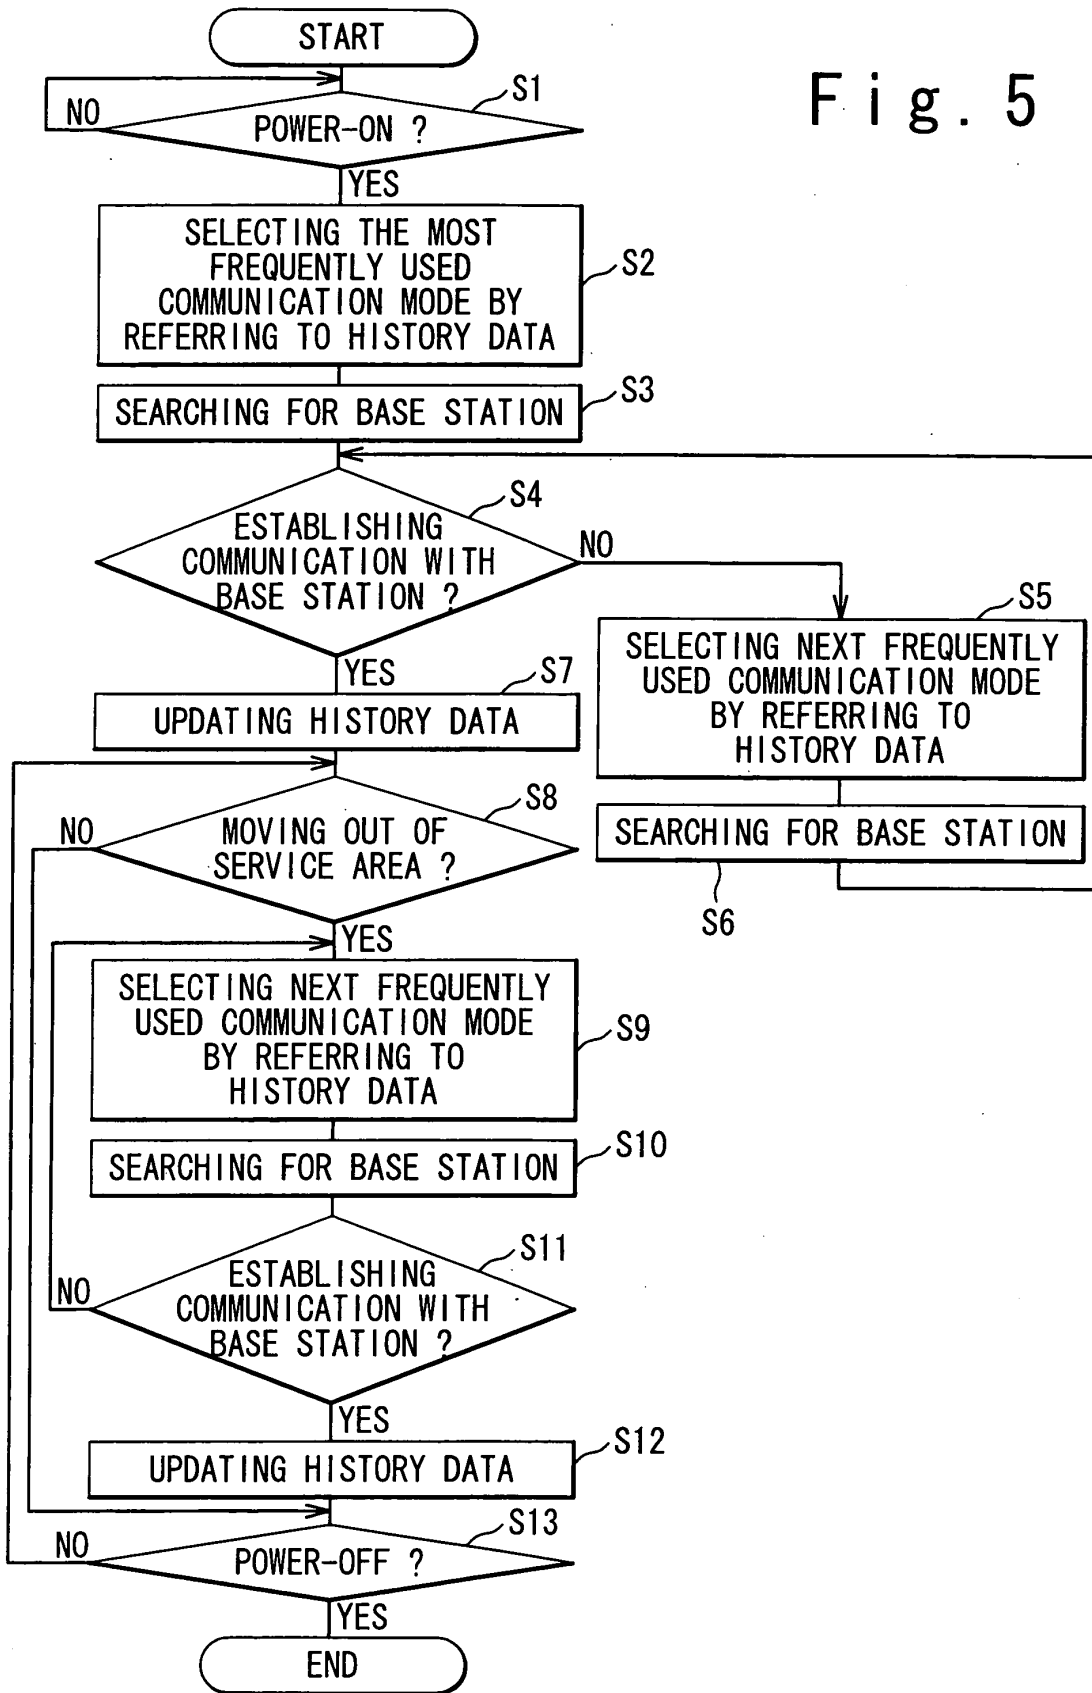 START
Fig. 5
S1
NO
POWER-ON ?
YES
SELECTING THE MOST
FREQUENTLY USED
COMMUNICATION MODE BY
REFERRING TO HISTORY DATA
S2
S3
SEARCHING FOR BASE STATION
S4
ESTABLISHING
COMMUNICATION WITH
BASE STATION ?
NO
YES
S5
SELECTING NEXT FREQUENTLY
USED COMMUNICATION MODE
BY REFERRING TO
HISTORY DATA
SEARCHING FOR BASE STATION
S6
S7
UPDATING HISTORY DATA
S8
NO
MOVING OUT OF
SERVICE AREA ?
YES
SELECTING NEXT FREQUENTLY
USED COMMUNICATION MODE
BY REFERRING TO
HISTORY DATA
S9
S10
SEARCHING FOR BASE STATION
S11
NO
ESTABLISHING
COMMUNICATION WITH
BASE STATION ?
YES
S12
UPDATING HISTORY DATA
S13
NO
POWER-OFF ?
YES
END